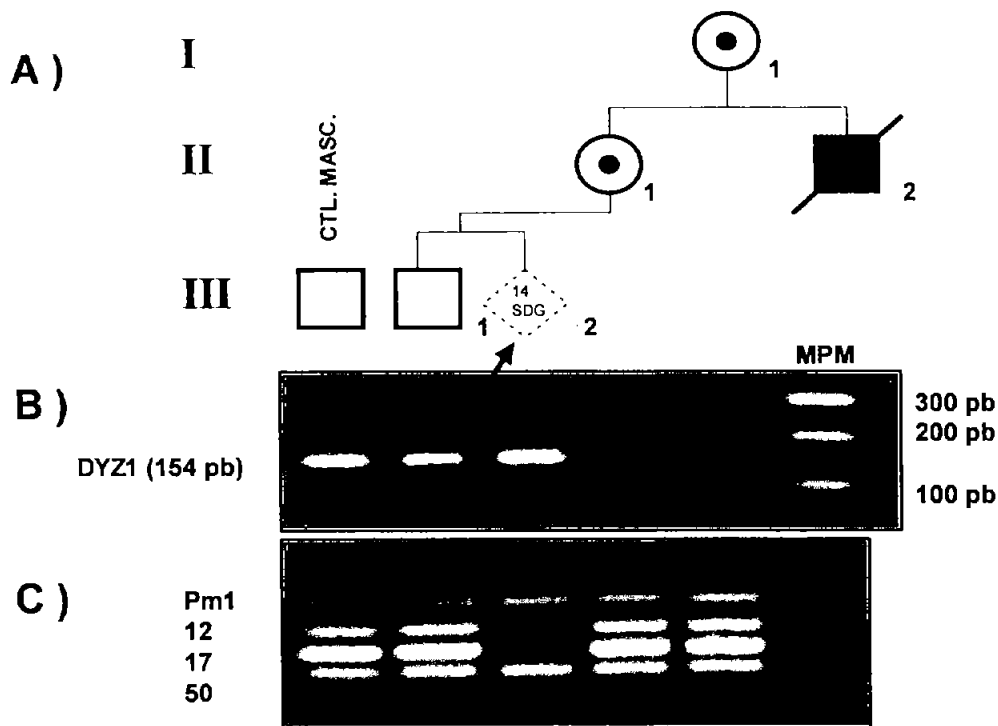 A )
I
1
II
CTL. MASC.
1
2
III
14
SDG
1
2
MPM
B )
300 pb
200 pb
DYZ1 (154 pb)
100 pb
C )
Pm1
12
17
50